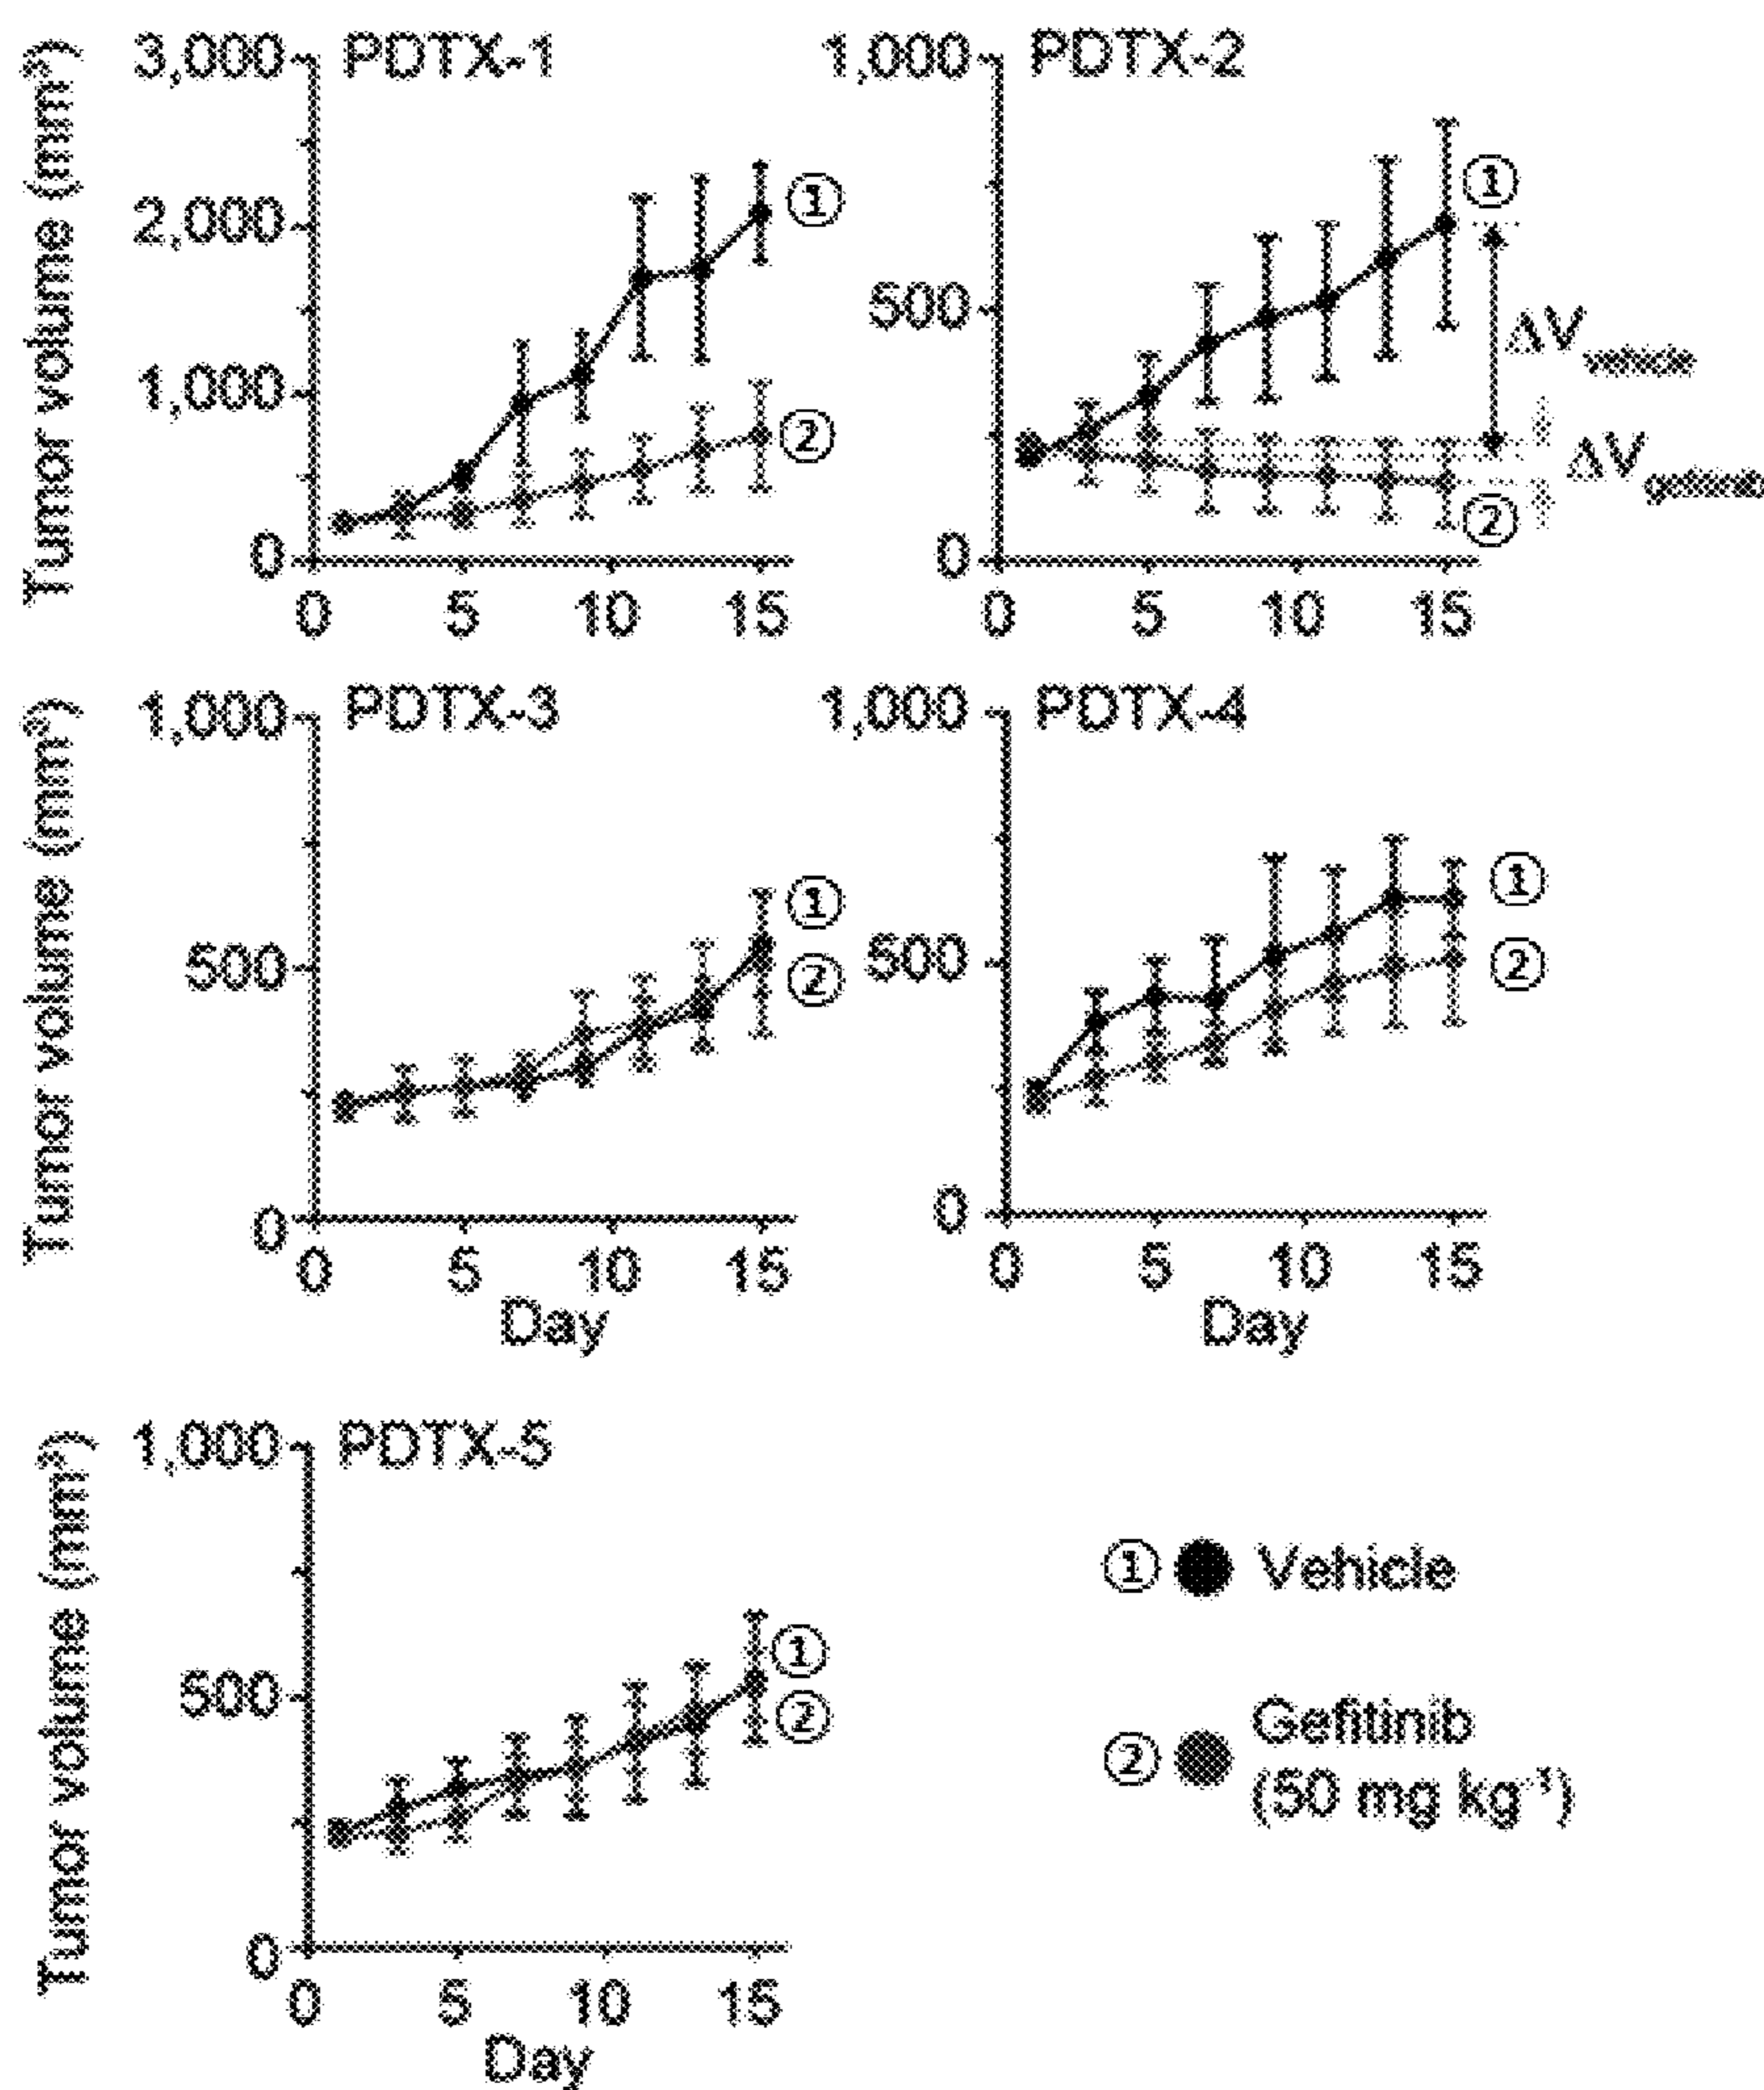 Tumor volume (mm³)
3,000
2,000
1,000
0
PDTX-1
①
②
0 5 10 15
1,000
500
0
PDTX-2
①
②
ΔVvehicle
ΔVgefitinib
0 5 10 15
Tumor volume (mm³)
1,000
500
0
PDTX-3
①
②
0 5 10 15
Day
1,000
500
0
PDTX-4
①
②
0 5 10 15
Day
Tumor volume (mm³)
1,000
500
0
PDTX-5
①
②
0 5 10 15
Day
① Vehicle
② Gefitinib
(50 mg kg⁻¹)